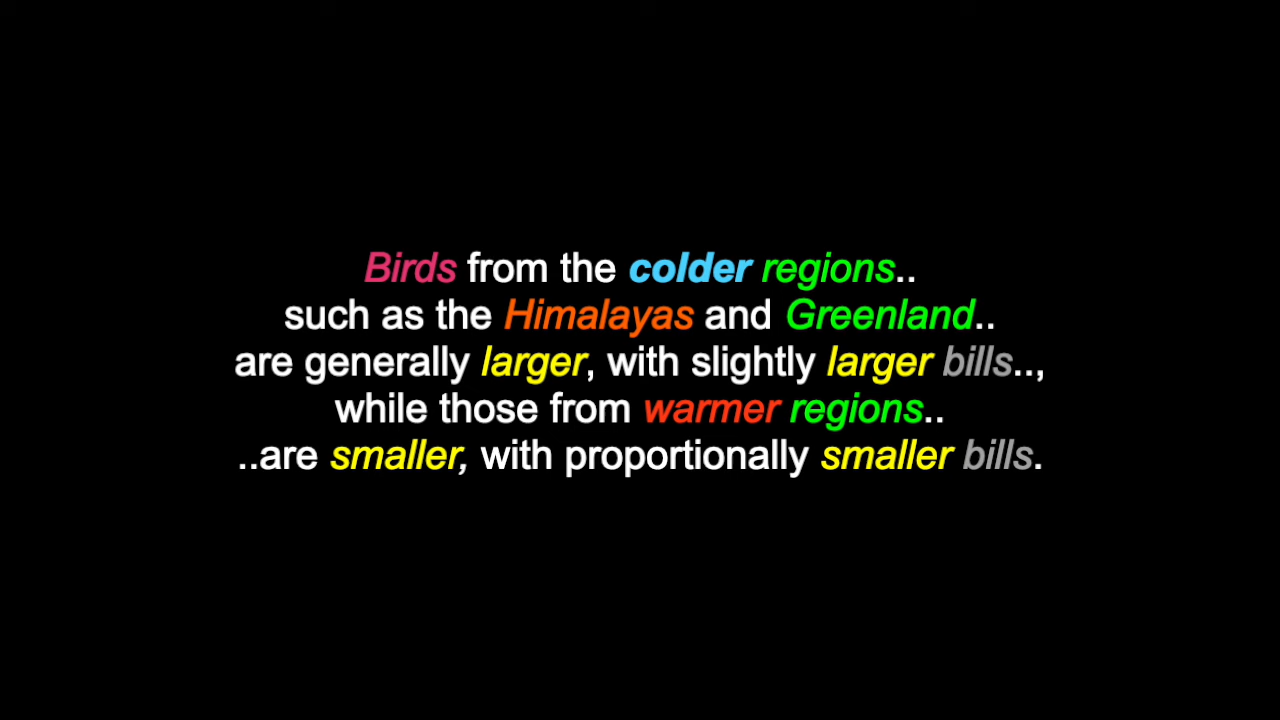 Birds from the colder regions..
such as the Himalayas and Greenland..
are generally larger, with slightly larger bills..,
while those from warmer regions..
..are smaller, with proportionally smaller bills.